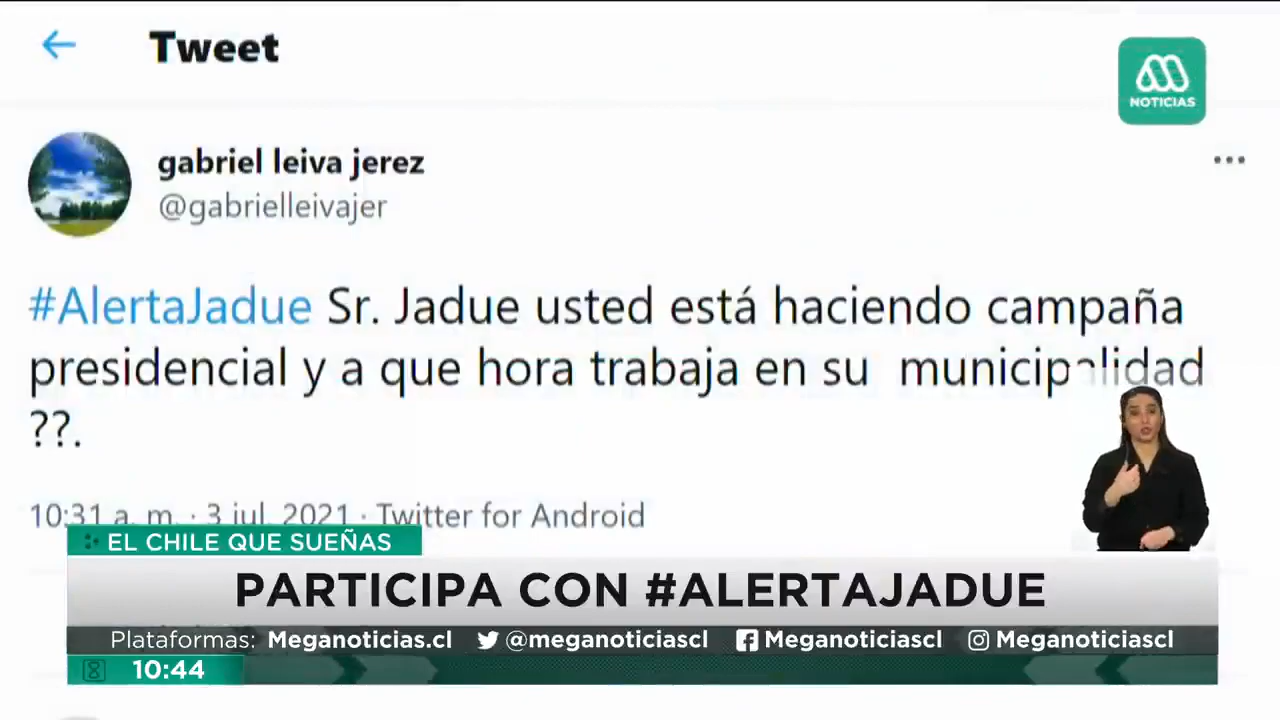 Tweet
NOTICIAS
gabriel leiva jerez
@gabrielleivajer
#AlertaJadue Sr. Jadue usted está haciendo campaña
presidencial y a que hora trabaja en su municipalidad
??.
10:31 a. m. · 3 jul. 2021 · Twitter for Android
EL CHILE QUE SUEÑAS
PARTICIPA CON #ALERTAJADUE
Plataformas: Meganoticias.cl @meganoticiascl Meganoticiascl Meganoticiascl
10:44